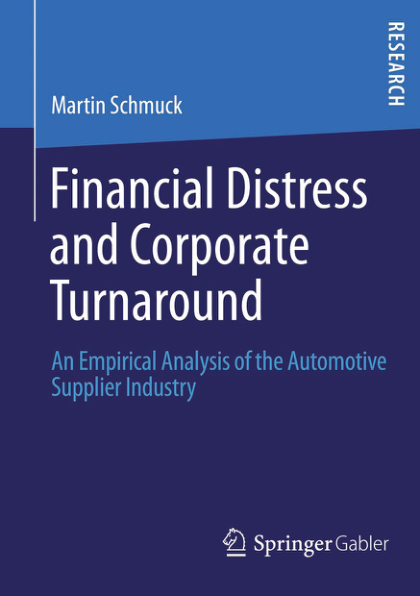 RESEARCH
Martin Schmuck
Financial Distress
and Corporate
Turnaround
An Empirical Analysis of the Automotive
Supplier Industry
Springer Gabler